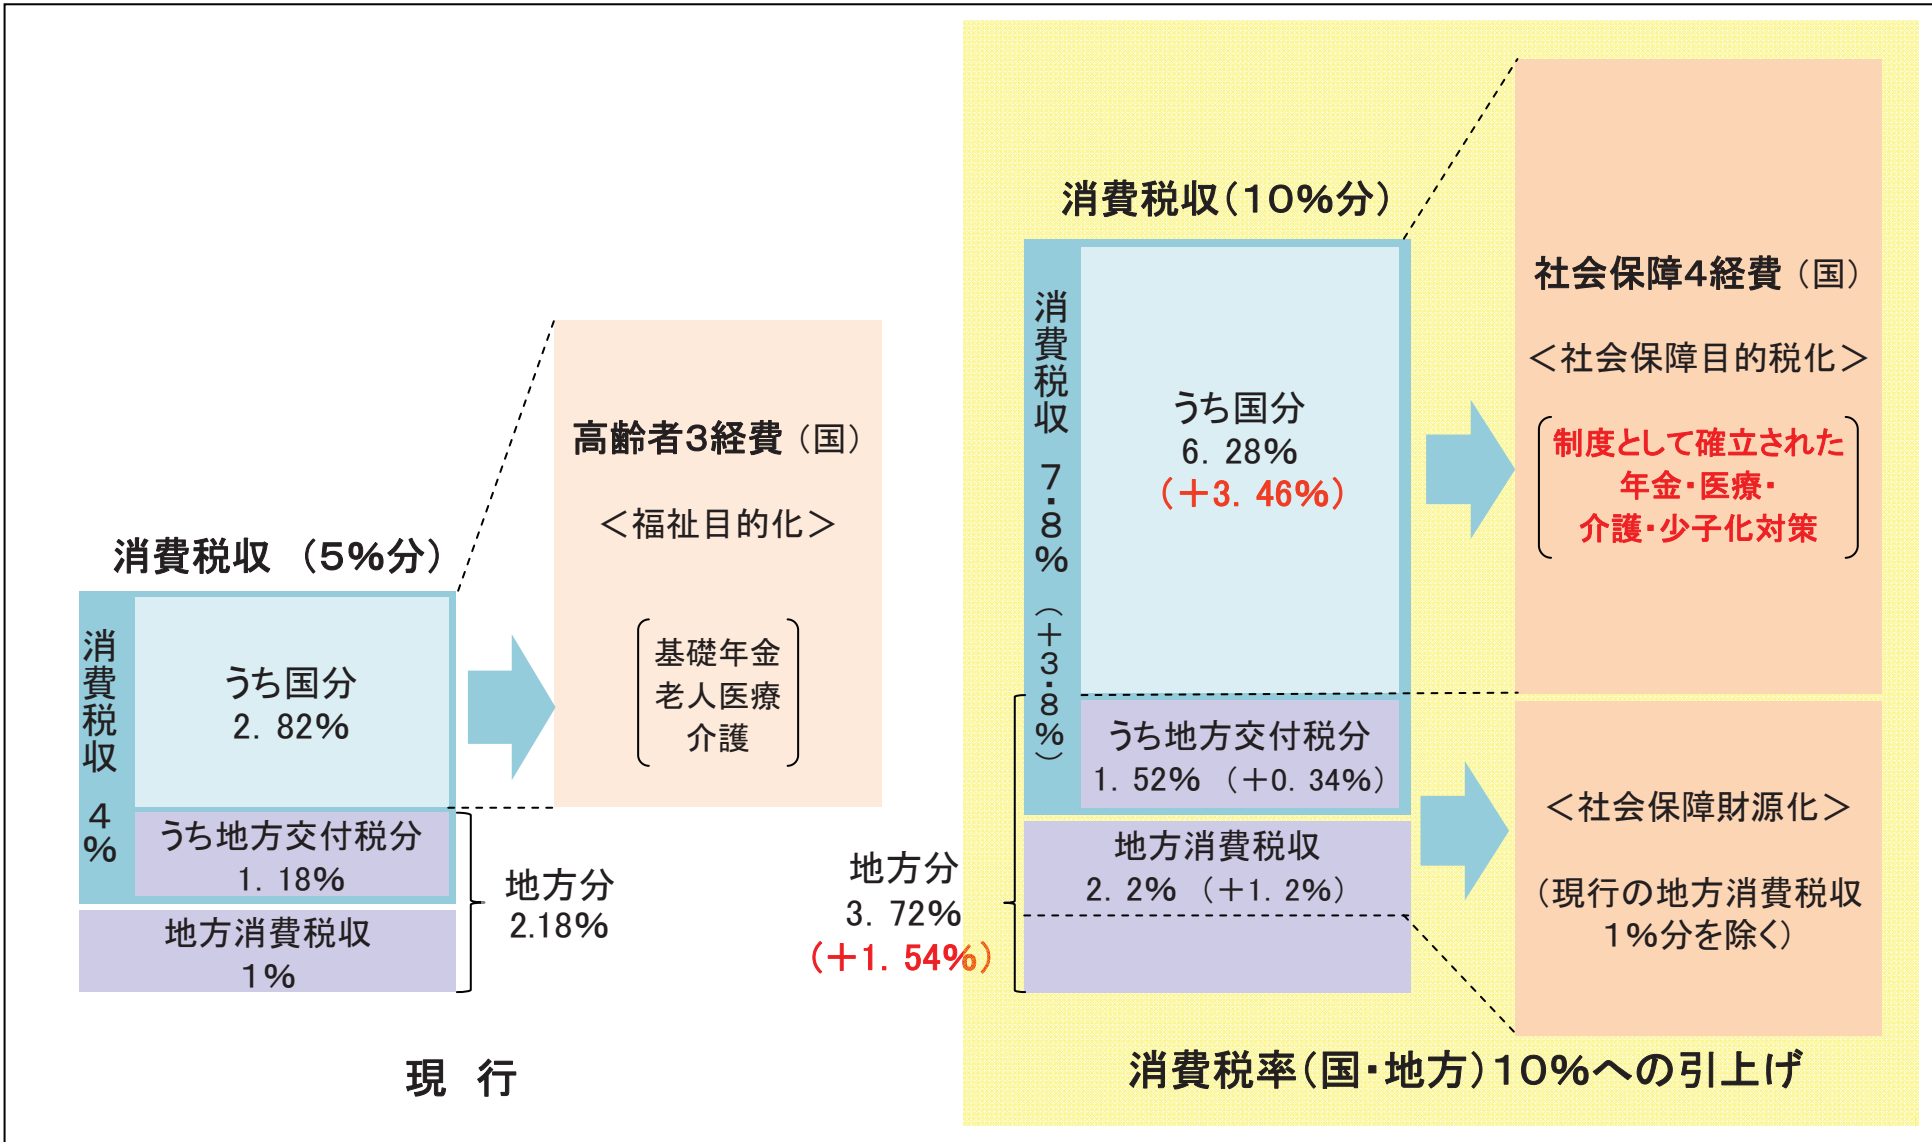 消費税収 (5%分)
消費税収 4%
うち国分
2. 82%
うち地方交付税分
1. 18%
地方消費税収
1%
地方分
2.18%
高齢者3経費(国)
<福祉目的化>
基礎年金
老人医療
介護
現 行
消費税収(10%分)
消費税収 7・8% (+3・8%)
うち国分
6. 28%
(+3. 46%)
うち地方交付税分
1. 52% (+0. 34%)
地方消費税収
2. 2% (+1. 2%)
地方分
3. 72%
(+1. 54%)
社会保障4経費(国)
<社会保障目的税化>
制度として確立された
年金・医療・
介護・少子化対策
<社会保障財源化>
(現行の地方消費税収
1%分を除く)
消費税率(国・地方)10%への引上げ